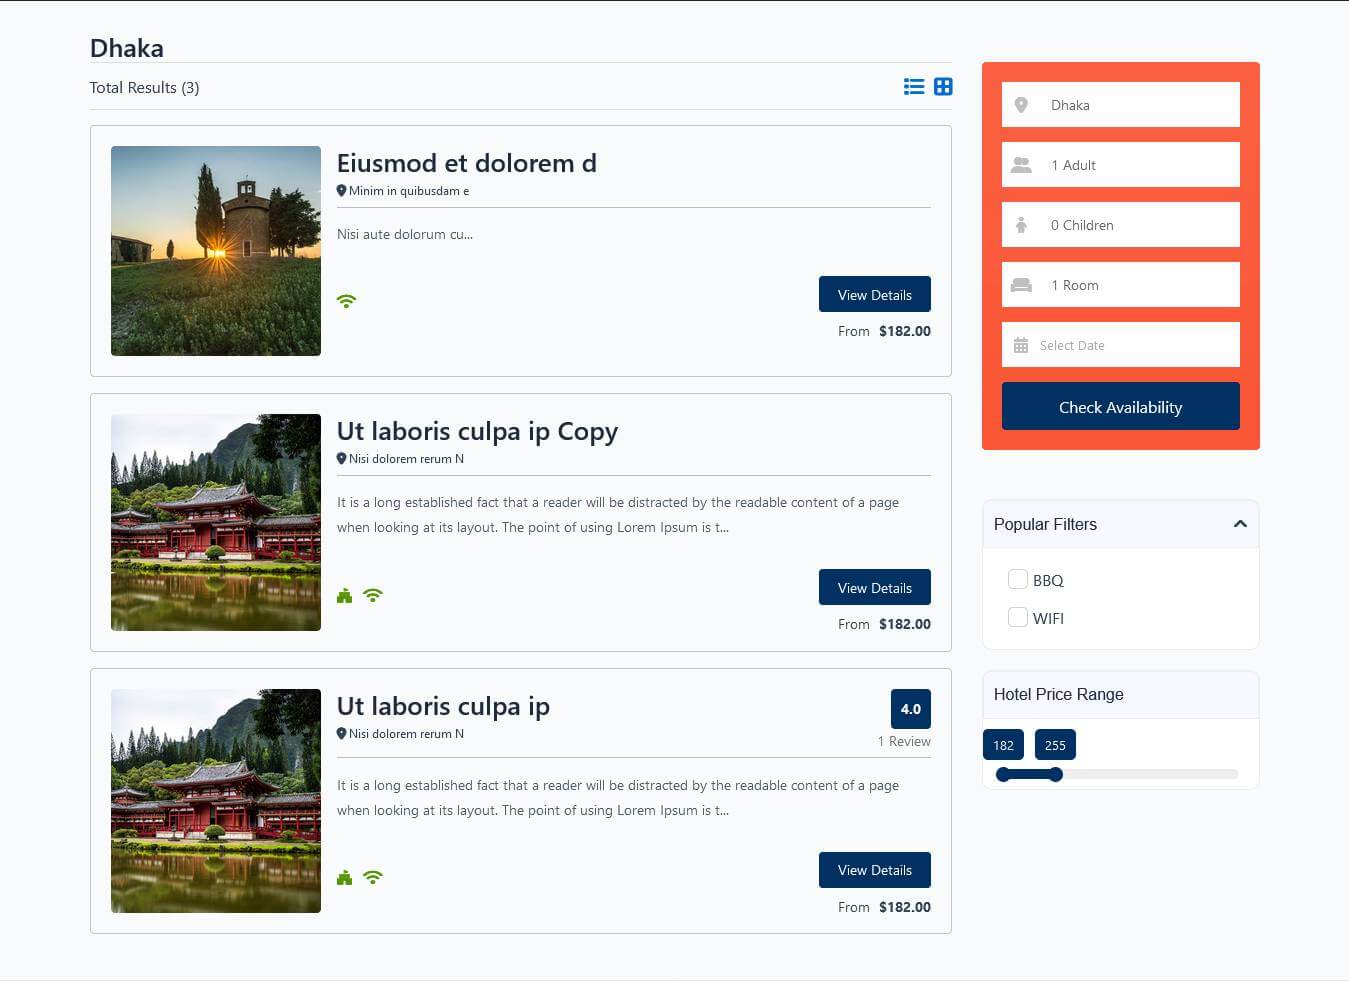 Dhaka
Total Results (3)
Eiusmod et dolorem d
Minim in quibusdam e
Nisi aute dolorum cu...
View Details
From $182.00
Ut laboris culpa ip Copy
Nisi dolorem rerum N
It is a long established fact that a reader will be distracted by the readable content of a page
when looking at its layout. The point of using Lorem Ipsum is t...
View Details
From $182.00
Ut laboris culpa ip
4.0
Nisi dolorem rerum N
1 Review
It is a long established fact that a reader will be distracted by the readable content of a page
when looking at its layout. The point of using Lorem Ipsum is t...
View Details
From $182.00
Dhaka
1 Adult
0 Children
1 Room
Select Date
Check Availability
Popular Filters
BBQ
WIFI
Hotel Price Range
182 255